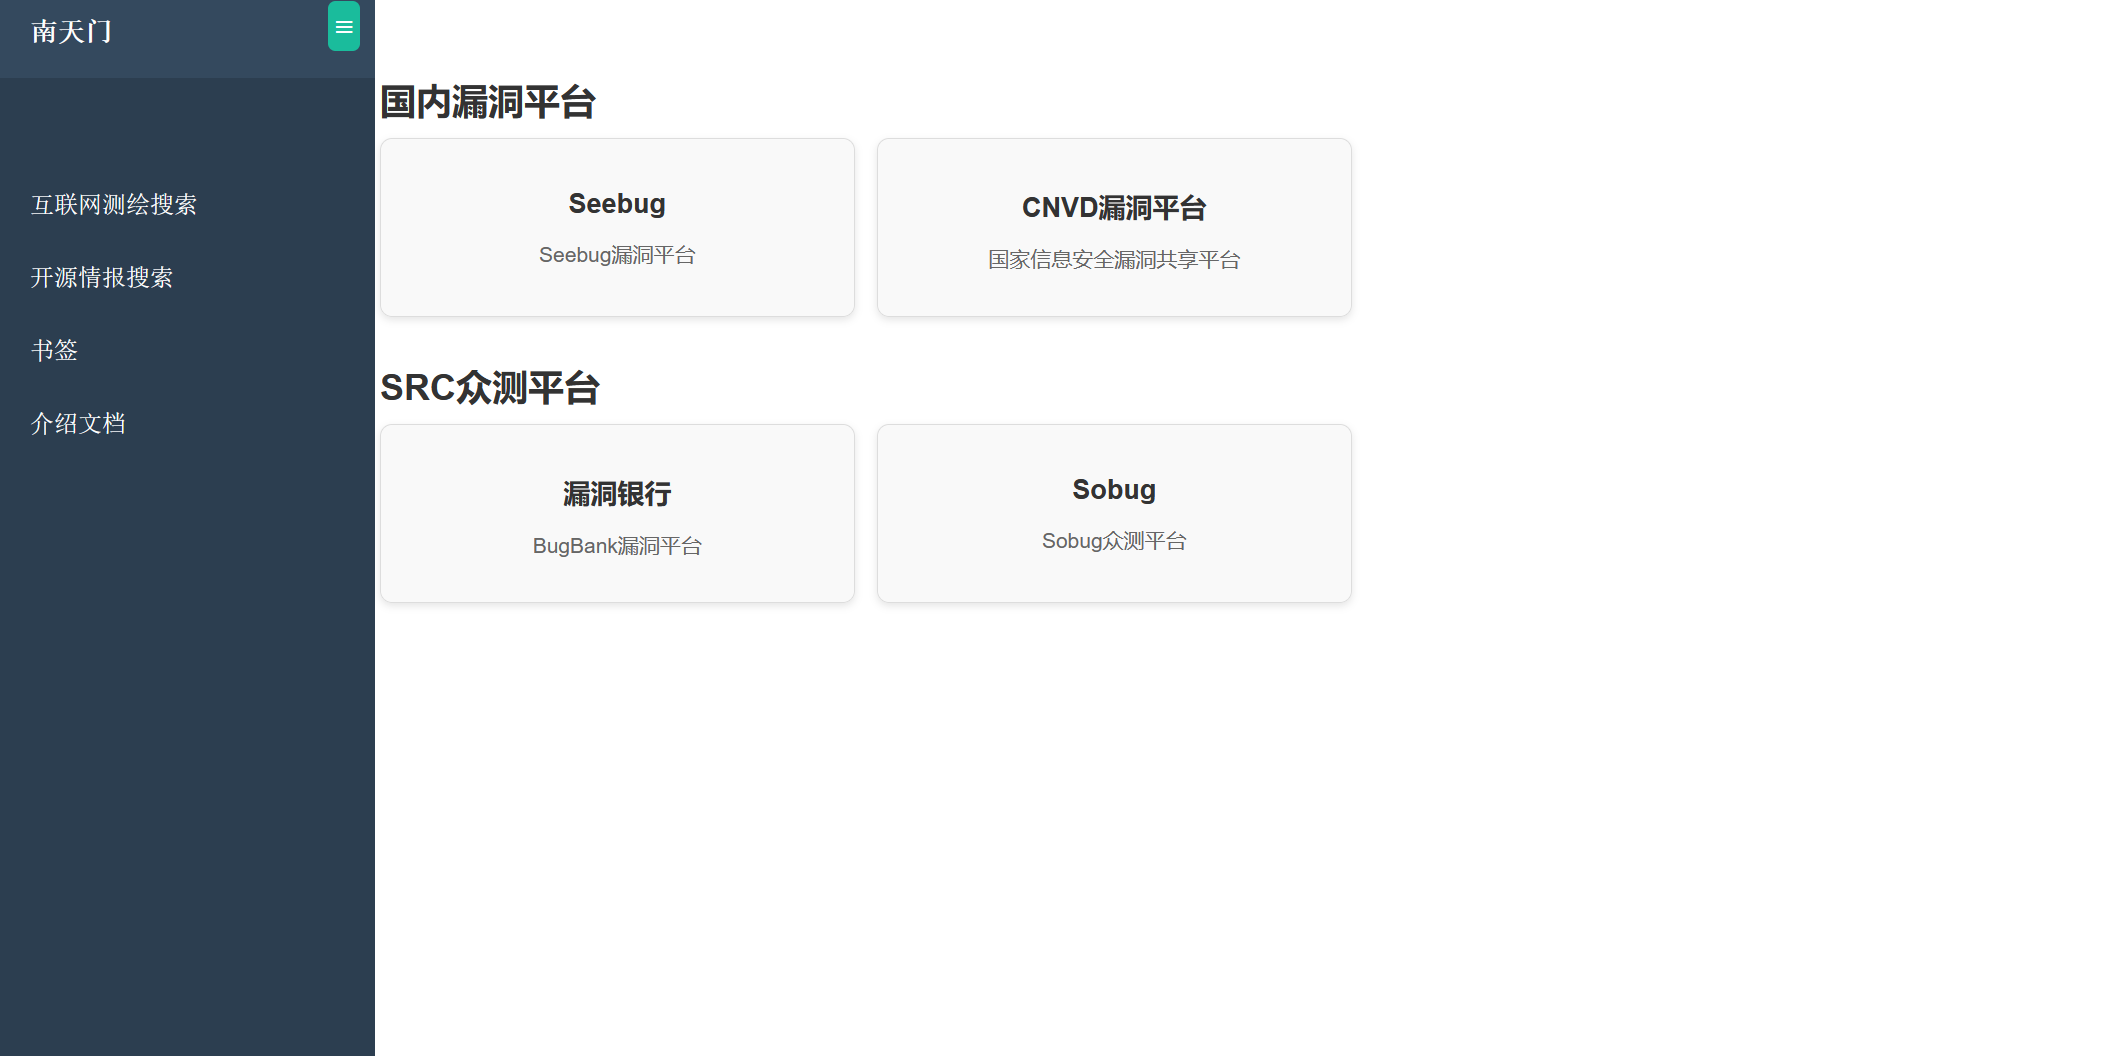 南天门
互联网测绘搜索
开源情报搜索
书签
介绍文档
国内漏洞平台
Seebug
Seebug漏洞平台
CNVD漏洞平台
国家信息安全漏洞共享平台
SRC众测平台
漏洞银行
BugBank漏洞平台
Sobug
Sobug众测平台